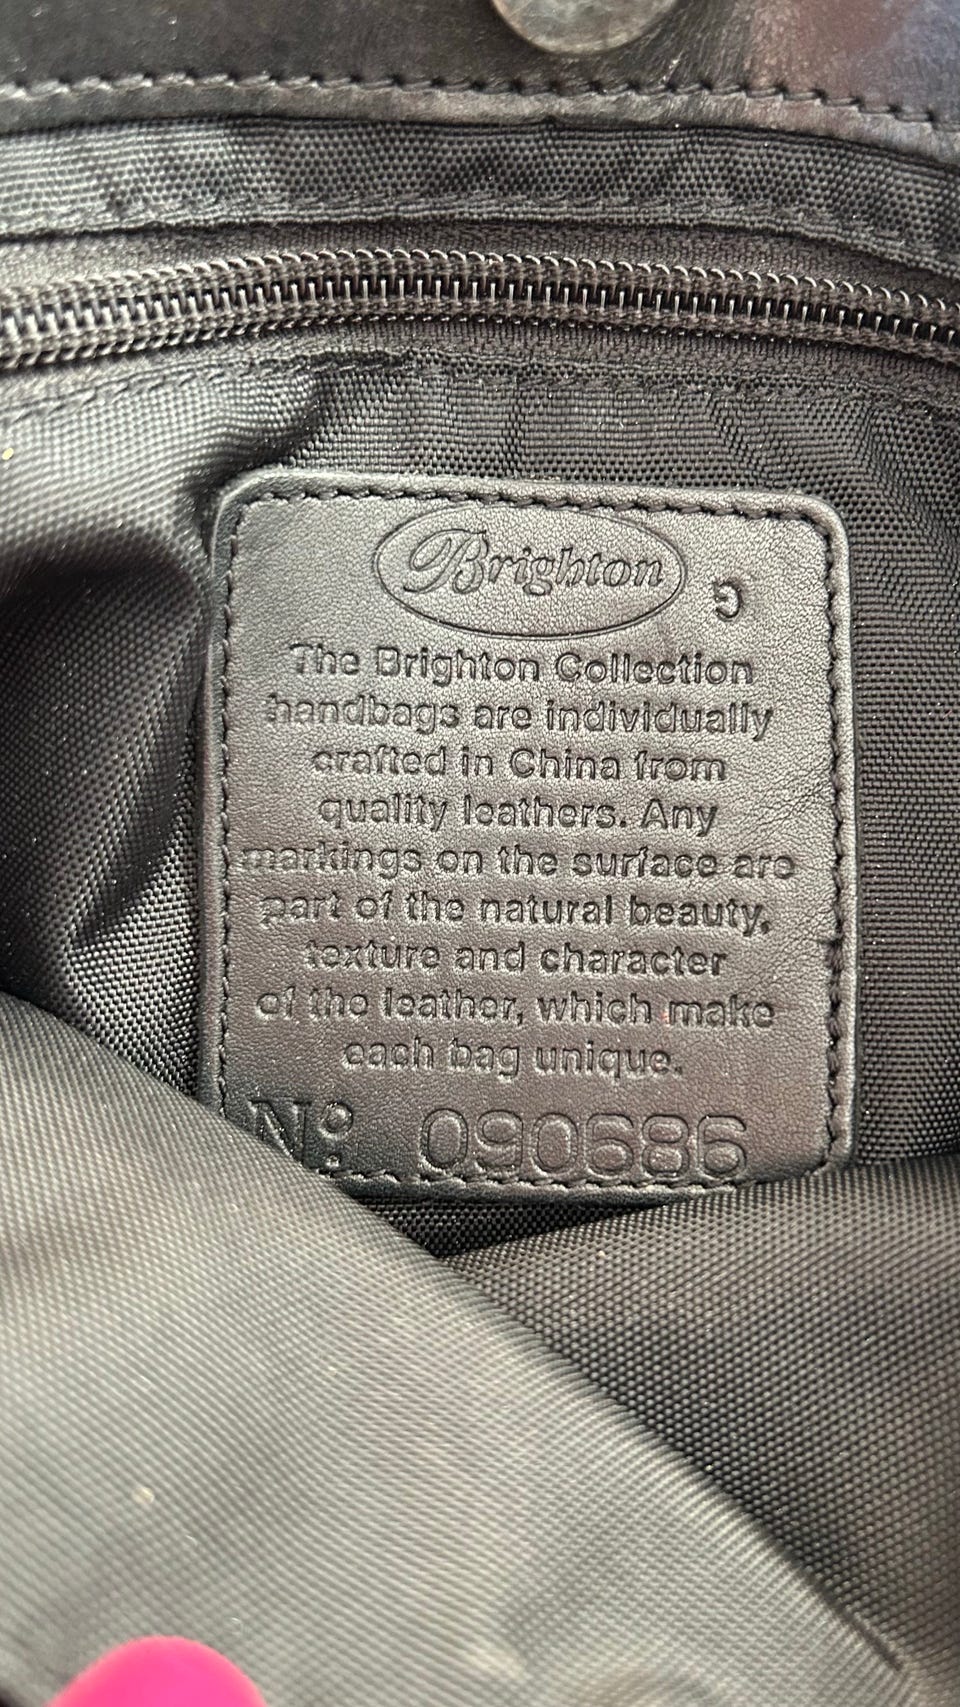 Brighton G
The Brighton Collection
handbags are individually
crafted in China from
quality leathers. Any
markings on the surface are
part of the natural beauty,
texture and character
of the leather, which make
each bag unique.
Nº 090686